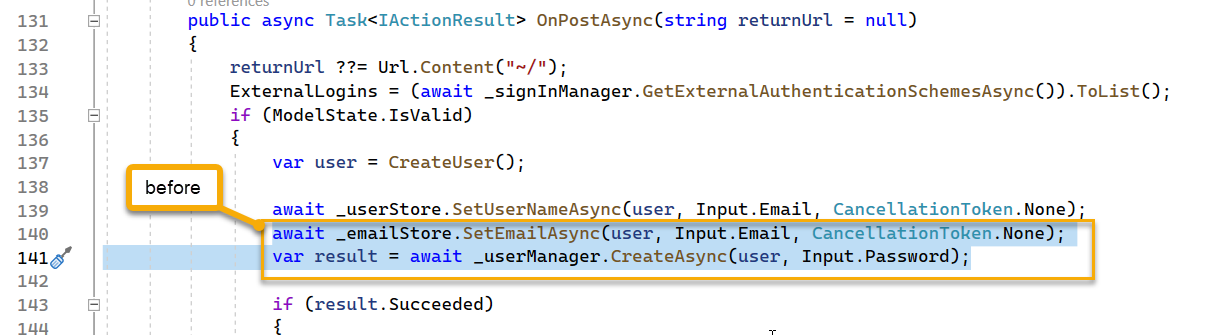 0 references
131 public async Task<IActionResult> OnPostAsync(string returnUrl = null)
132 {
133 returnUrl ??= Url.Content("~/");
134 ExternalLogins = (await _signInManager.GetExternalAuthenticationSchemesAsync()).ToList();
135 if (ModelState.IsValid)
136 {
137 var user = CreateUser();
138
before
139 await _userStore.SetUserNameAsync(user, Input.Email, CancellationToken.None);
140 await _emailStore.SetEmailAsync(user, Input.Email, CancellationToken.None);
141 var result = await _userManager.CreateAsync(user, Input.Password);
142
143 if (result.Succeeded)
144 {